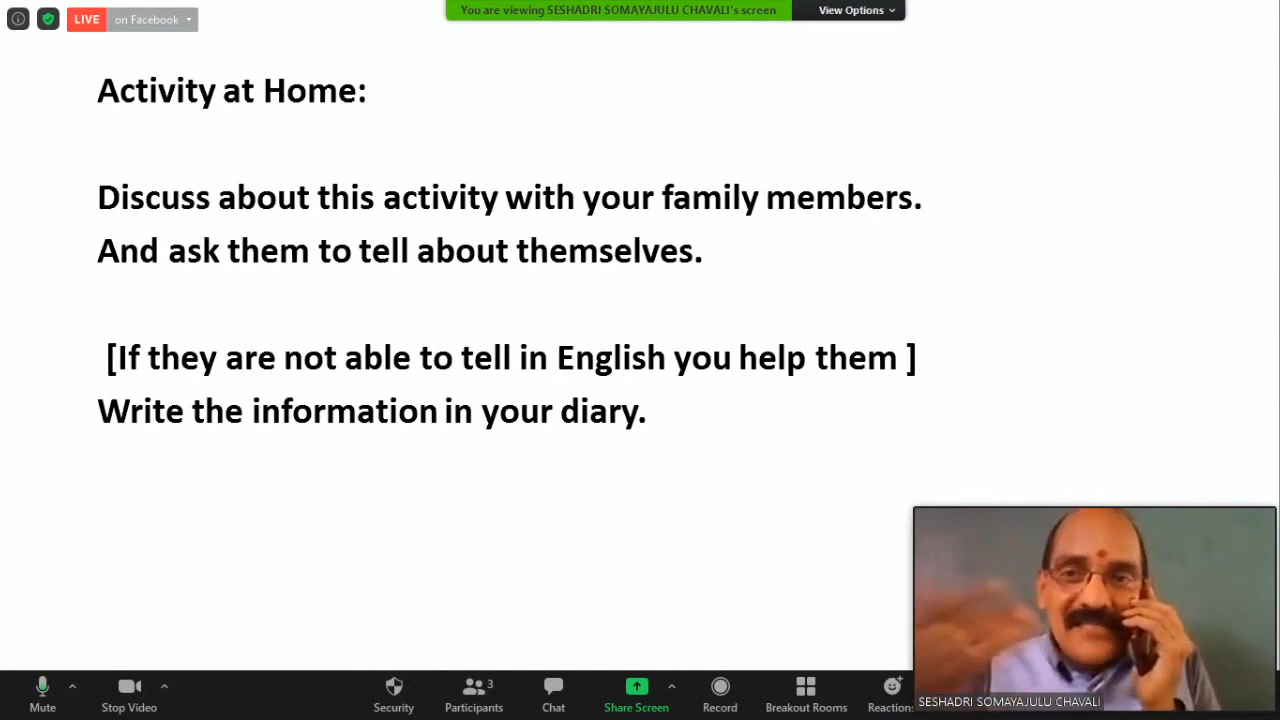 You are viewing SESHADRI SOMAYAJULU CHAVALI's screen
View Options
LIVE on Facebook
Activity at Home:
Discuss about this activity with your family members.
And ask them to tell about themselves.
[If they are not able to tell in English you help them ]
Write the information in your diary.
SESHADRI SOMAYAJULU CHAVALI
3
Mute
Stop Video
Security
Participants
Chat
Share Screen
Record
Breakout Rooms
Reactions